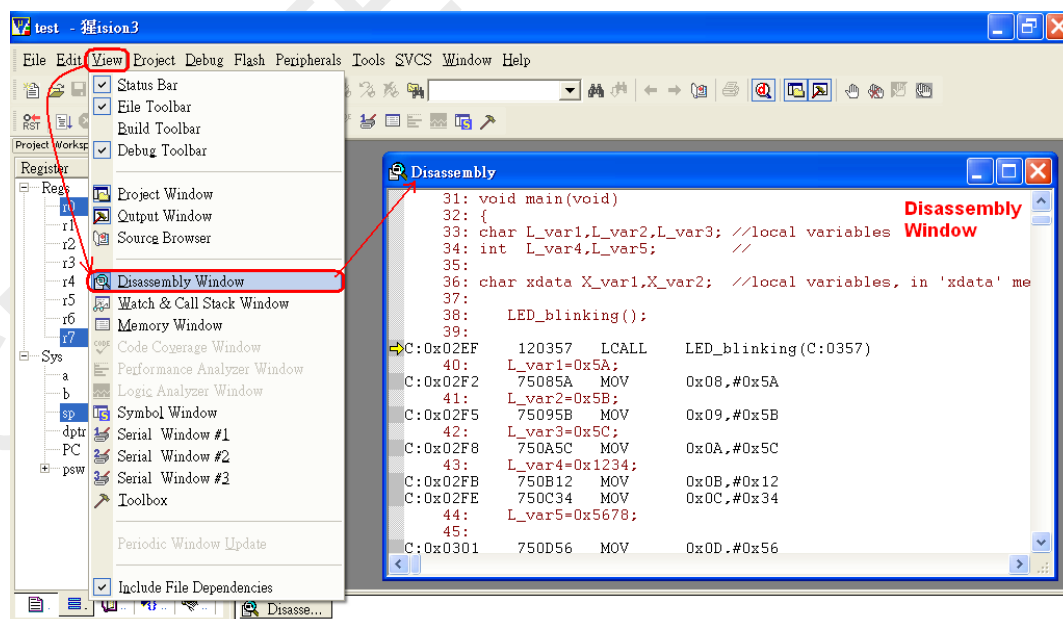 test - 猩ision3
File Edit View Project Debug Flash Peripherals Tools SVCS Window Help
Status Bar
File Toolbar
Build Toolbar
Debug Toolbar
Project Window
Output Window
Source Browser
Disassembly Window
Watch & Call Stack Window
Memory Window
Code Coverage Window
Performance Analyzer Window
Logic Analyzer Window
Symbol Window
Serial Window #1
Serial Window #2
Serial Window #3
Toolbox
Periodic Window Update
Include File Dependencies
RST
Project Worksp
Register
Regs
r0
r1
r2
r3
r4
r5
r6
r7
Sys
a
b
sp
dptr
PC
psw
Disassembly
Disassembly
Window
31: void main(void)
32: {
33: char L_var1,L_var2,L_var3; //local variables
34: int L_var4,L_var5; //
35:
36: char xdata X_var1,X_var2; //local variables, in 'xdata' me
37:
38: LED_blinking();
39:
C:0x02EF 120357 LCALL LED_blinking(C:0357)
40: L_var1=0x5A;
C:0x02F2 75085A MOV 0x08,#0x5A
41: L_var2=0x5B;
C:0x02F5 75095B MOV 0x09,#0x5B
42: L_var3=0x5C;
C:0x02F8 750A5C MOV 0x0A,#0x5C
43: L_var4=0x1234;
C:0x02FB 750B12 MOV 0x0B,#0x12
C:0x02FE 750C34 MOV 0x0C,#0x34
44: L_var5=0x5678;
45:
C:0x0301 750D56 MOV 0x0D,#0x56
Disasse...